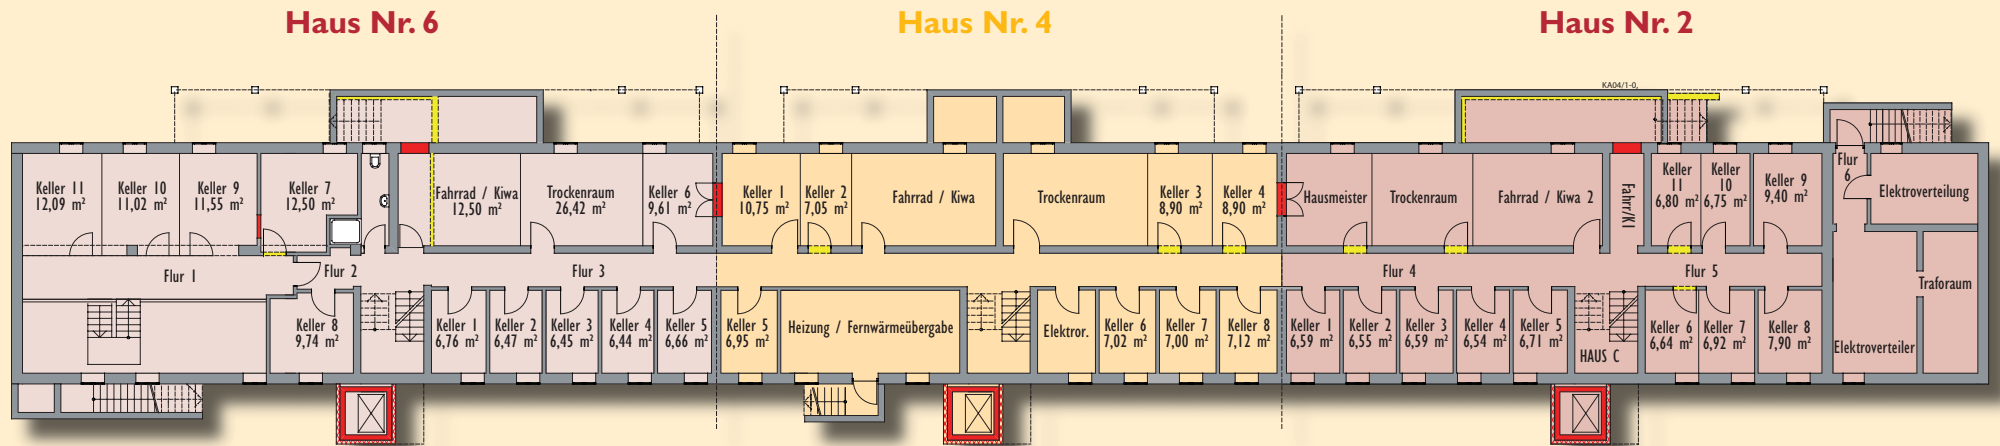 Haus Nr. 6
Haus Nr. 4
Haus Nr. 2
KA04/1-0,
Keller 11
12,09 m²
Keller 10
11,02 m²
Keller 9
11,55 m²
Keller 7
12,50 m²
Fahrrad / Kiwa
12,50 m²
Trockenraum
26,42 m²
Keller 6
9,61 m²
Keller 1
10,75 m²
Keller 2
7,05 m²
Fahrrad / Kiwa
Trockenraum
Keller 3
8,90 m²
Keller 4
8,90 m²
Hausmeister
Trockenraum
Fahrrad / Kiwa 2
Fahrr/KI
Keller
11
6,80 m²
Keller
10
6,75 m²
Keller 9
9,40 m²
Flur
6
Elektroverteilung
Flur 1
Flur 2
Flur 3
Flur 4
Flur 5
Traforaum
Keller 8
9,74 m²
Keller 1
6,76 m²
Keller 2
6,47 m²
Keller 3
6,45 m²
Keller 4
6,44 m²
Keller 5
6,66 m²
Keller 5
6,95 m²
Heizung / Fernwärmeübergabe
Elektror.
Keller 6
7,02 m²
Keller 7
7,00 m²
Keller 8
7,12 m²
Keller 1
6,59 m²
Keller 2
6,55 m²
Keller 3
6,59 m²
Keller 4
6,54 m²
Keller 5
6,71 m²
HAUS C
Keller 6
6,64 m²
Keller 7
6,92 m²
Keller 8
7,90 m²
Elektroverteiler